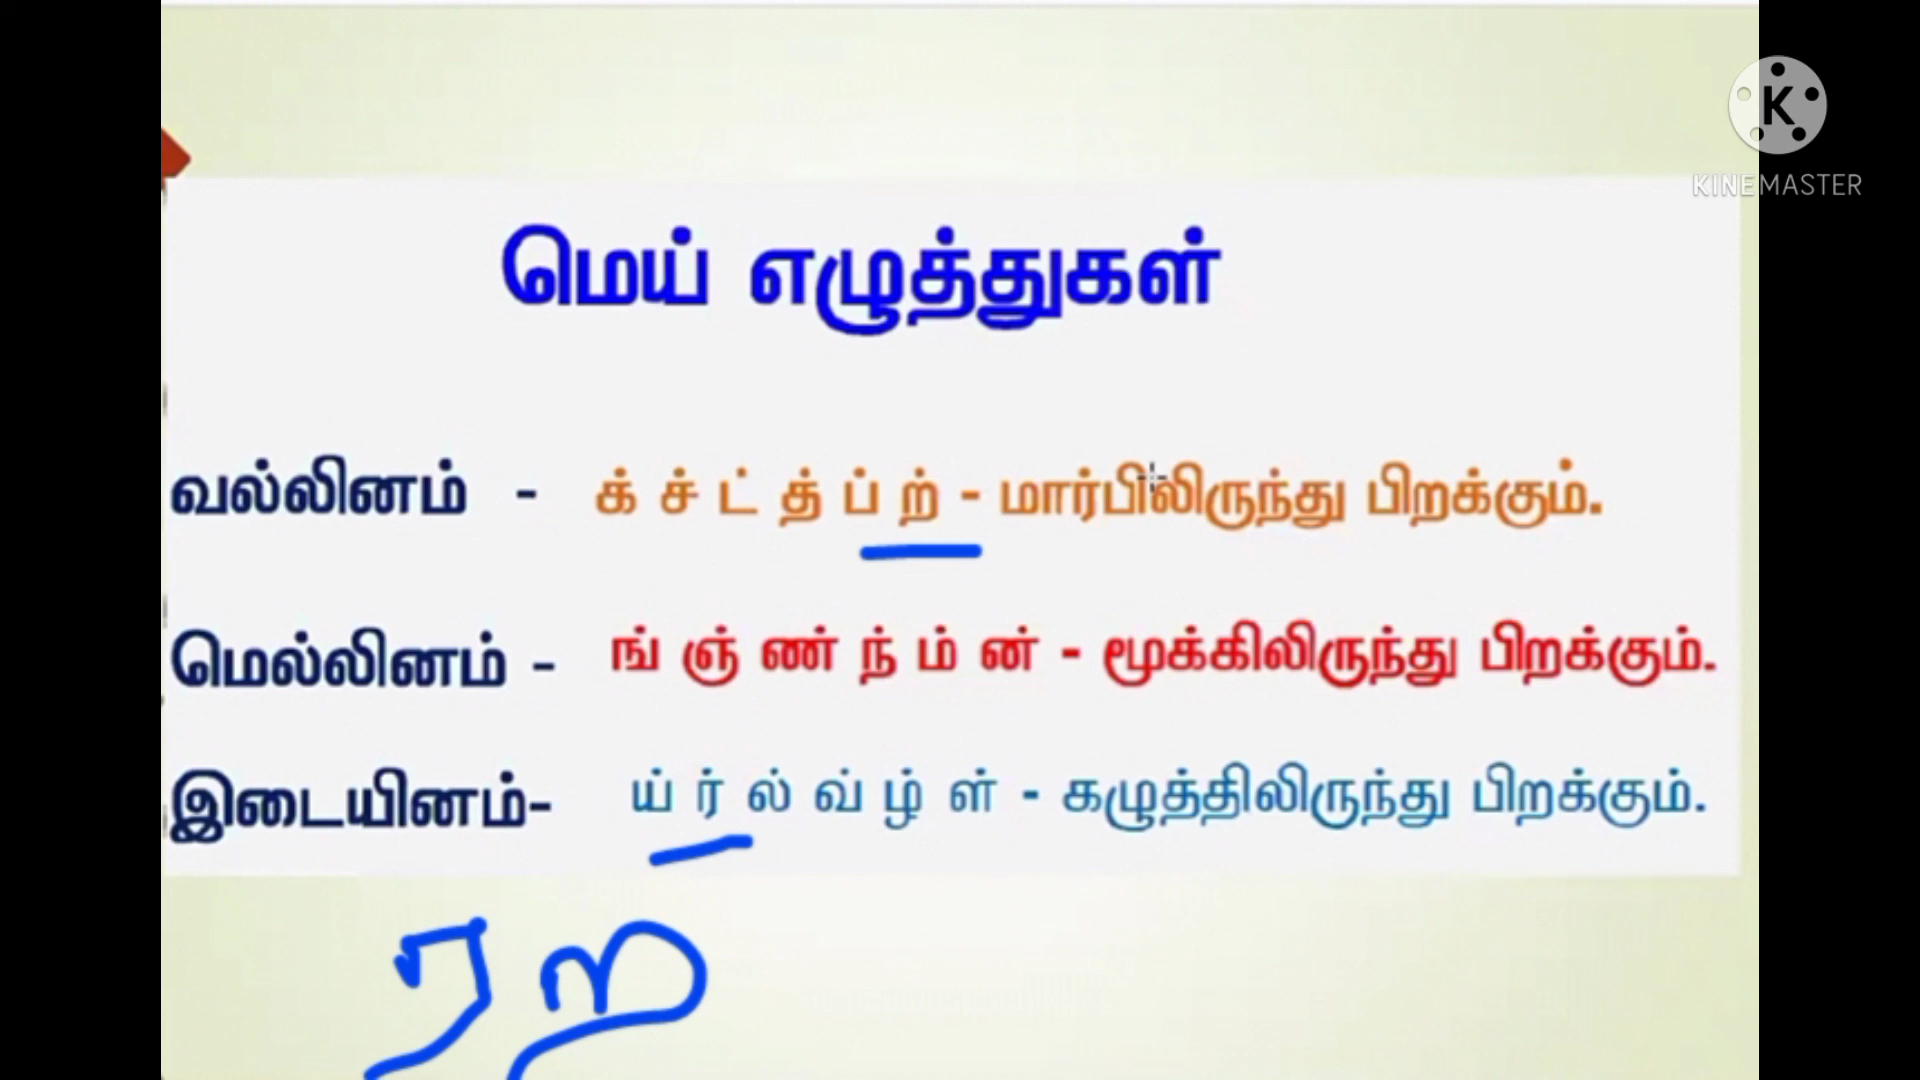 KINEMASTER
மெய் எழுத்துகள்
வல்லினம் - க் ச் ட் த் ப் ற் - மார்பிலிருந்து பிறக்கும்.
மெல்லினம் - ங் ஞ் ண் ந் ம் ன் - மூக்கிலிருந்து பிறக்கும்.
இடையினம்- ய் ர் ல் வ் ழ் ள் - கழுத்திலிருந்து பிறக்கும்.
ர ற